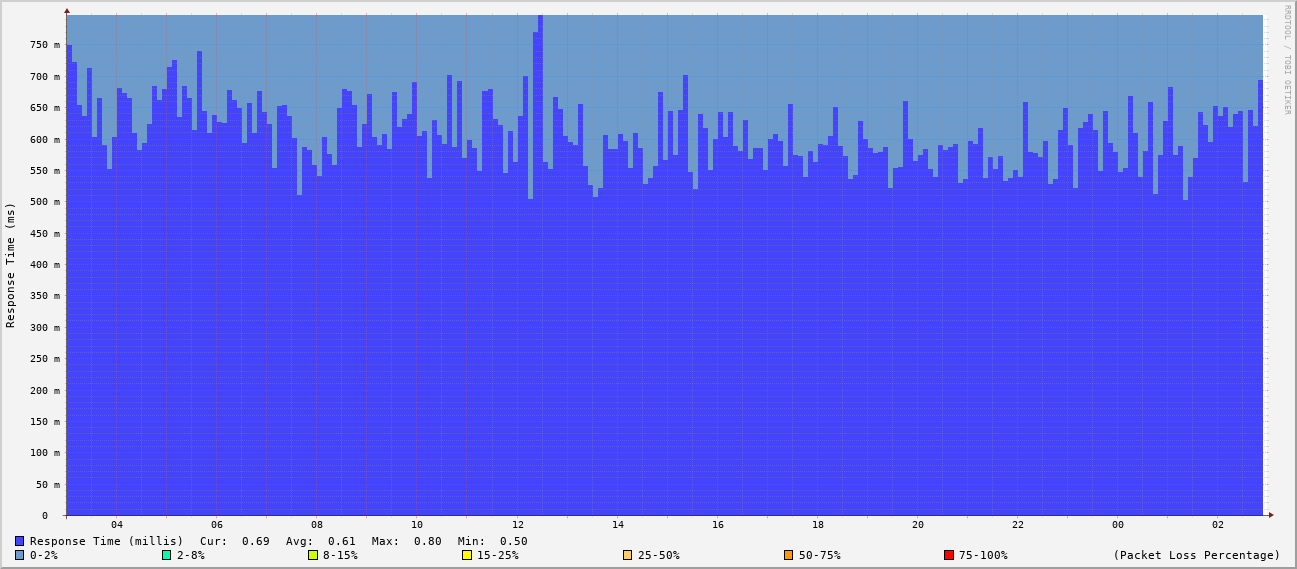 RRDTOOL / TOBI OETIKER
Response Time (ms)
750 m
700 m
650 m
600 m
550 m
500 m
450 m
400 m
350 m
300 m
250 m
200 m
150 m
100 m
50 m
0
04 06 08 10 12 14 16 18 20 22 00 02
Response Time (millis) Cur: 0.69 Avg: 0.61 Max: 0.80 Min: 0.50
0-2% 2-8% 8-15% 15-25% 25-50% 50-75% 75-100% (Packet Loss Percentage)